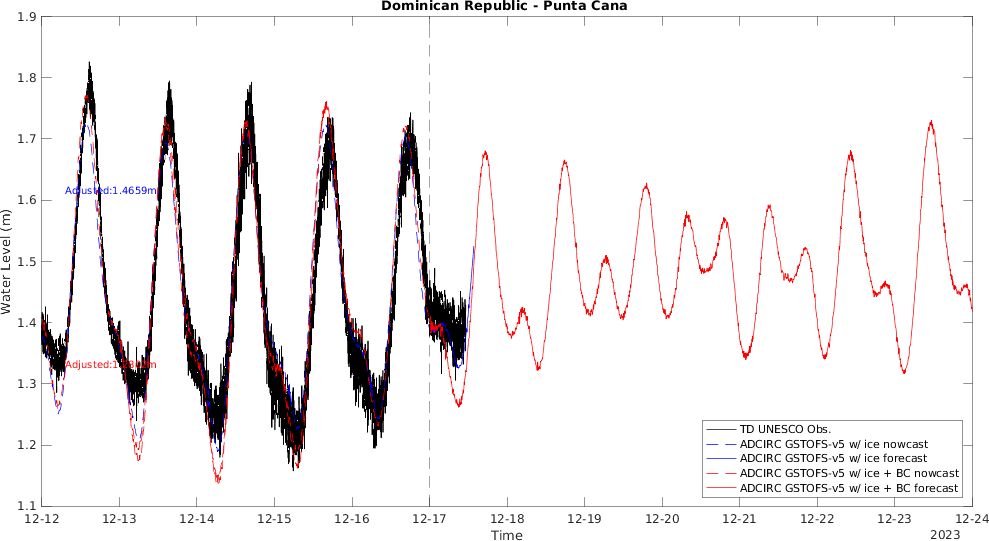 Dominican Republic - Punta Cana
Water Level (m)
1.9
1.8
1.7
1.6
1.5
1.4
1.3
1.2
1.1
Adjusted:1.4659m
TD UNESCO Obs.
ADCIRC GSTOFS-v5 w/ ice nowcast
ADCIRC GSTOFS-v5 w/ ice forecast
ADCIRC GSTOFS-v5 w/ ice + BC nowcast
ADCIRC GSTOFS-v5 w/ ice + BC forecast
12-12 12-13 12-14 12-15 12-16 12-17 12-18 12-19 12-20 12-21 12-22 12-23 12-24
Time
2023